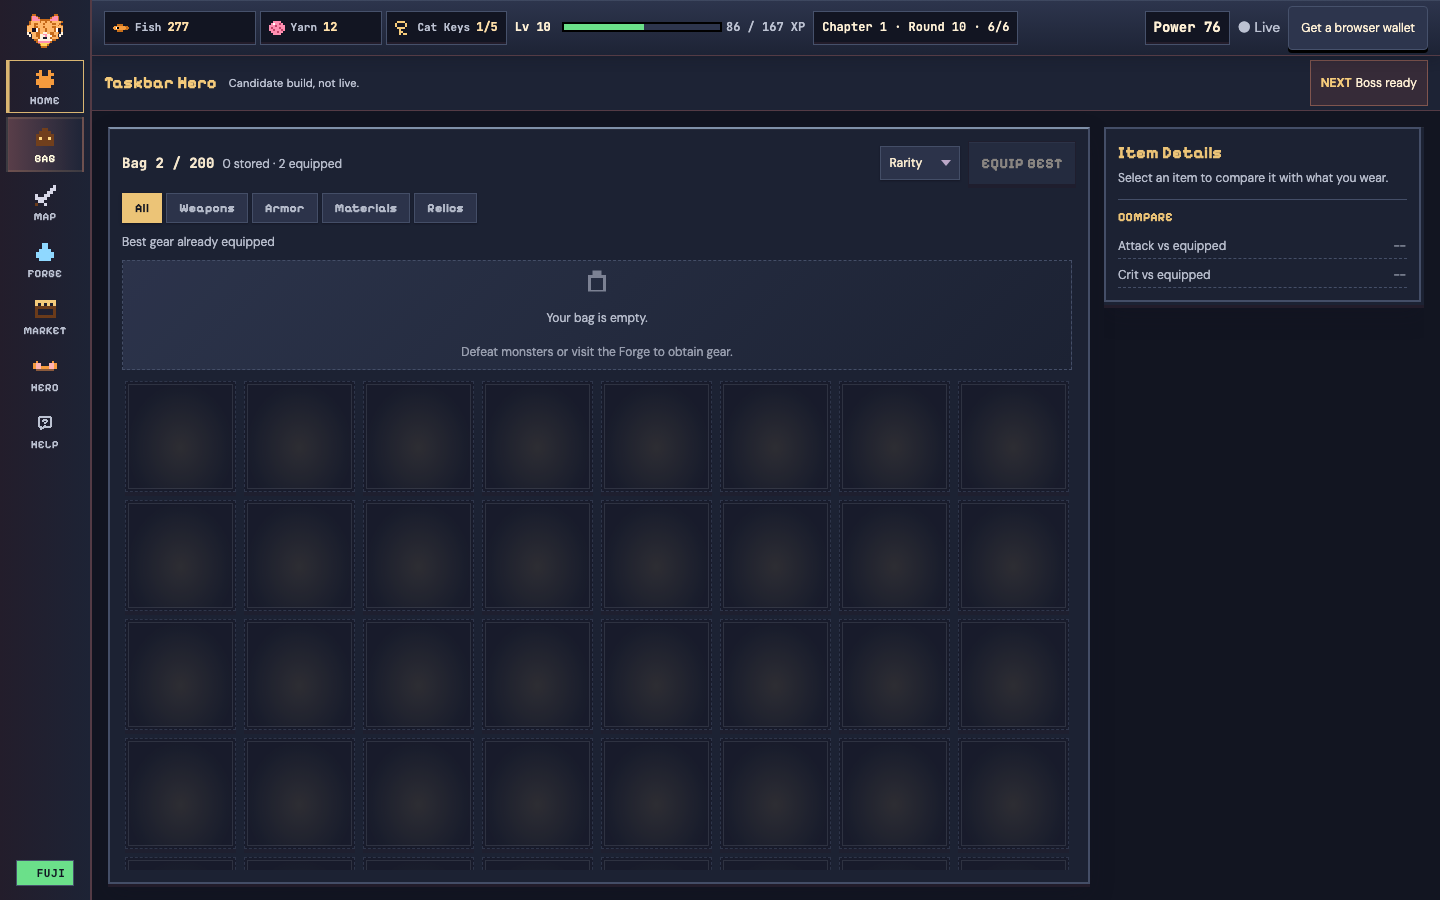 Fish 277
Yarn 12
Cat Keys 1/5
Lv 10
86 / 167 XP
Chapter 1 · Round 10 · 6/6
Power 76
Live
Get a browser wallet
HOME
BAG
MAP
FORGE
MARKET
HERO
HELP
FUJI
Taskbar Hero
Candidate build, not live.
NEXT Boss ready
Bag 2 / 200 0 stored · 2 equipped
Rarity
EQUIP BEST
All
Weapons
Armor
Materials
Relics
Best gear already equipped
Your bag is empty.
Defeat monsters or visit the Forge to obtain gear.
Item Details
Select an item to compare it with what you wear.
COMPARE
Attack vs equipped --
Crit vs equipped --